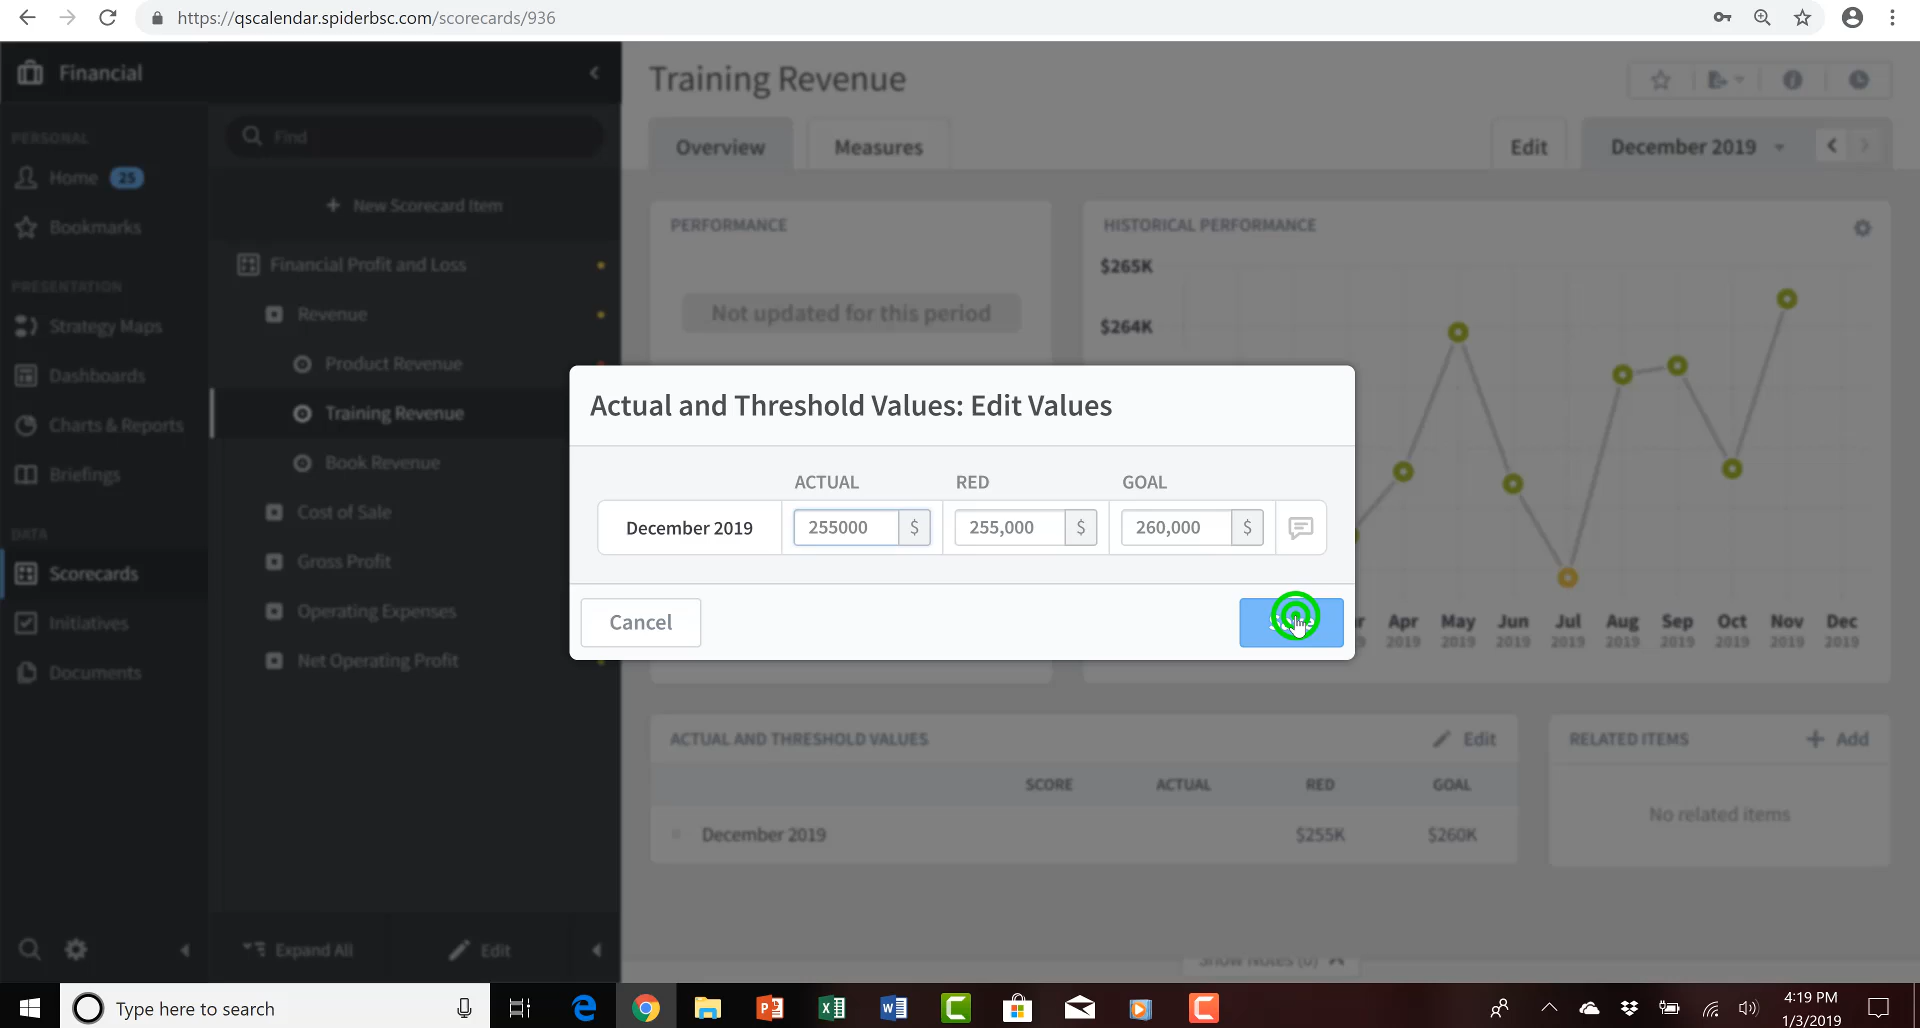 https://qscalendar.spiderbsc.com/scorecards/936
Financial
Training Revenue
PERSONAL
Find
Overview
Measures
Edit
December 2019
Home 25
Bookmarks
+ New Scorecard Item
PERFORMANCE
HISTORICAL PERFORMANCE
PRESENTATION
Financial Profit and Loss
$265K
Strategy Maps
Revenue
Not updated for this period
$264K
Dashboards
Product Revenue
Charts & Reports
Training Revenue
Briefings
Book Revenue
Actual and Threshold Values: Edit Values
ACTUAL RED GOAL
December 2019 255000 $ 255,000 $ 260,000 $
Cancel
DATA
Cost of Sale
Scorecards
Gross Profit
Initiatives
Operating Expenses
Documents
Net Operating Profit
Apr May Jun Jul Aug Sep Oct Nov Dec
2019 2019 2019 2019 2019 2019 2019 2019 2019
ACTUAL AND THRESHOLD VALUES
Edit
RELATED ITEMS
+ Add
SCORE ACTUAL RED GOAL
December 2019 $255K $260K
No related items
Expand All
Edit
Show Notes (0)
Type here to search
4:19 PM
1/3/2019